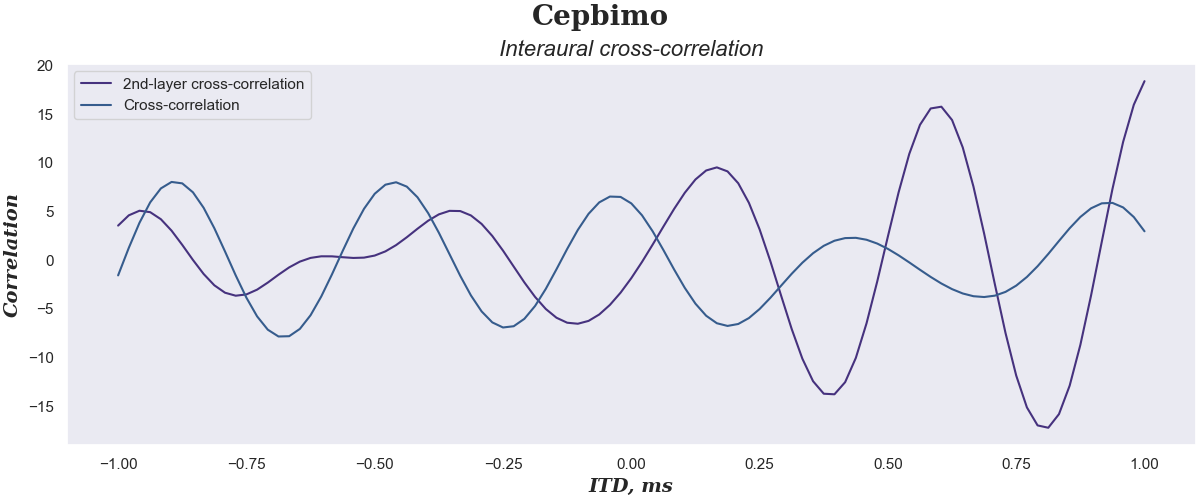 Cepbimo
Interaural cross-correlation
2nd-layer cross-correlation
Cross-correlation
Correlation
20
15
10
5
0
−5
−10
−15
−1.00 −0.75 −0.50 −0.25 0.00 0.25 0.50 0.75 1.00
ITD, ms